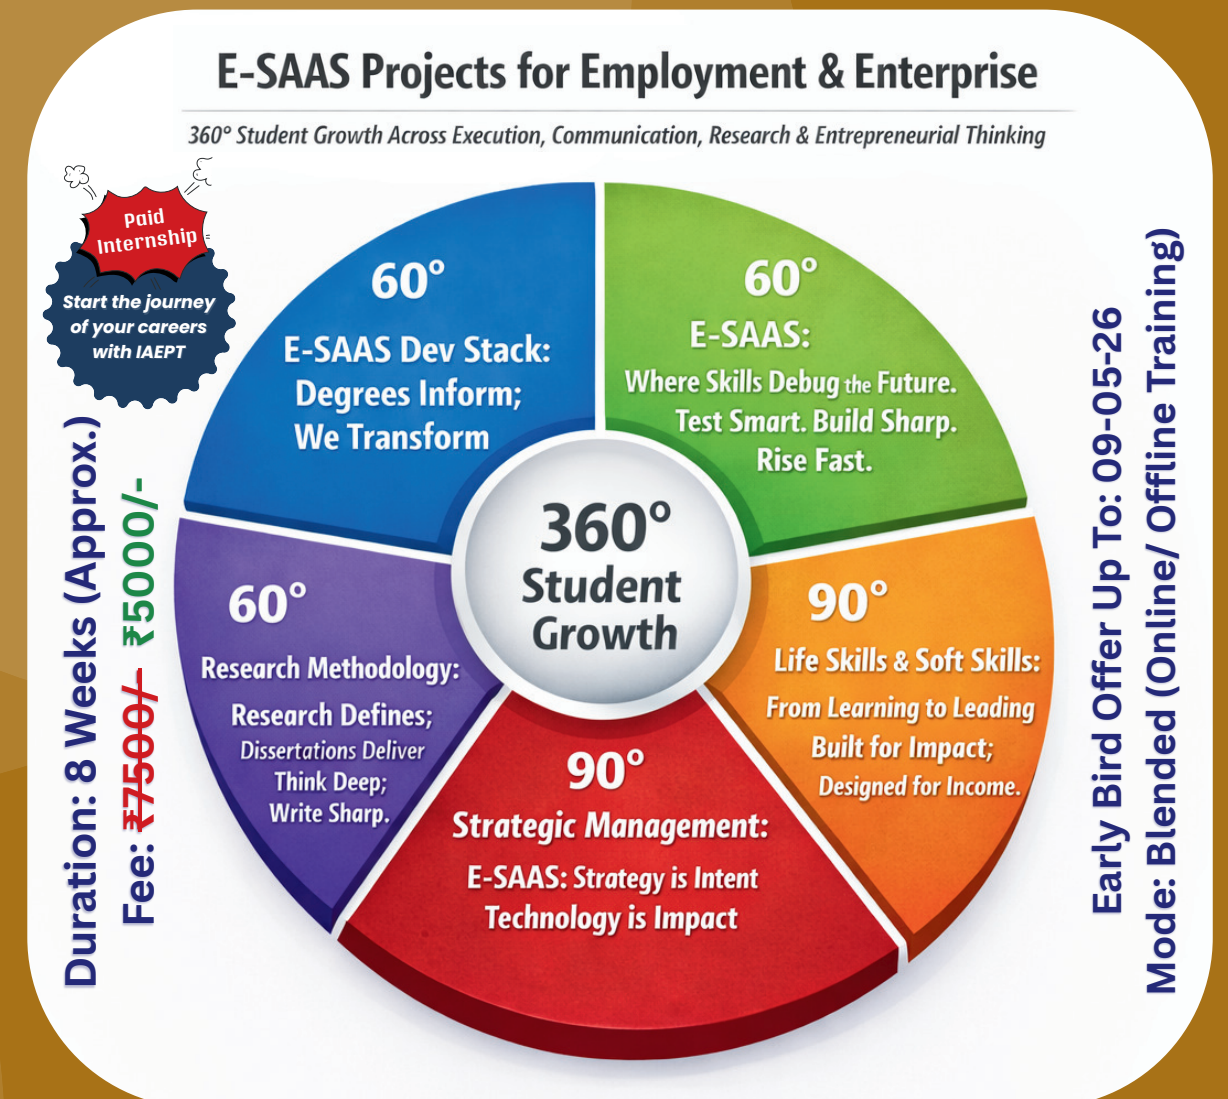 E-SAAS Projects for Employment & Enterprise
360° Student Growth Across Execution, Communication, Research & Entrepreneurial Thinking
Paid
Internship
Start the journey
of your careers
with IAEPT
Duration: 8 Weeks (Approx.)
Fee: ₹7500/- ₹5000/-
60°
E-SAAS Dev Stack:
Degrees Inform;
We Transform
60°
E-SAAS:
Where Skills Debug the Future.
Test Smart. Build Sharp.
Rise Fast.
360°
Student
Growth
60°
Research Methodology:
Research Defines;
Dissertations Deliver
Think Deep;
Write Sharp.
90°
Life Skills & Soft Skills:
From Learning to Leading
Built for Impact;
Designed for Income.
90°
Strategic Management:
E-SAAS: Strategy is Intent
Technology is Impact
Early Bird Offer Up To: 09-05-26
Mode: Blended (Online/ Offline Training)